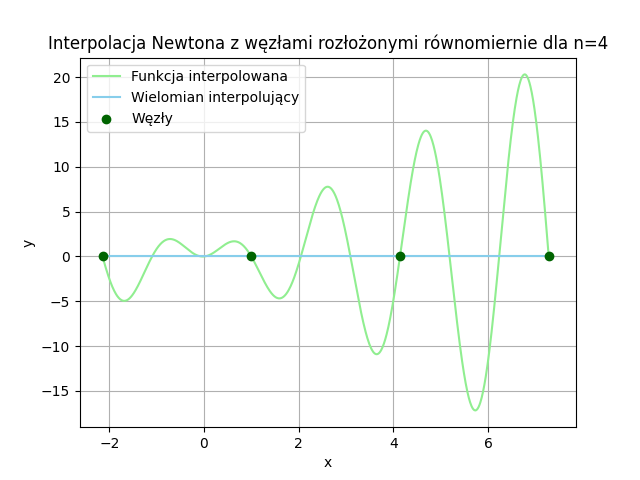 Interpolacja Newtona z węzłami rozłożonymi równomiernie dla n=4
Funkcja interpolowana
Wielomian interpolujący
Węzły
20
15
10
5
0
−5
−10
−15
y
−2
0
2
4
6
x